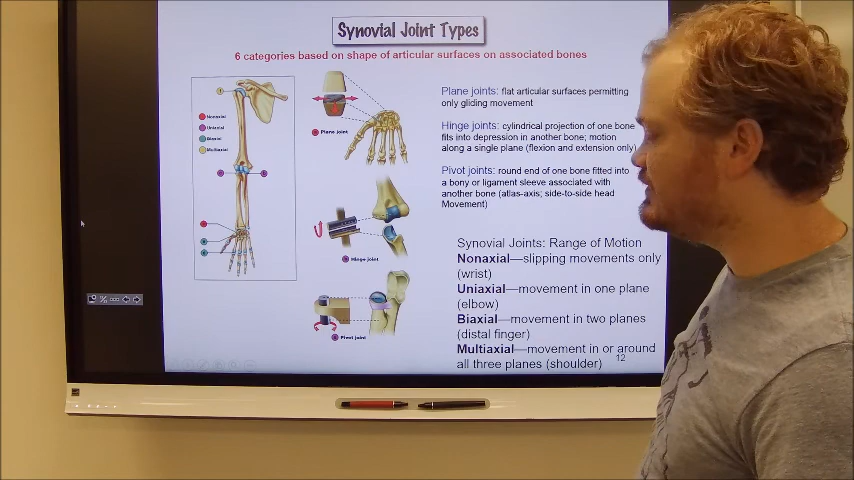 Synovial Joint Types
6 categories based on shape of articular surfaces on associated bones
Nonaxial
Uniaxial
Biaxial
Multiaxial
Plane joint
Hinge joint
Pivot joint
Plane joints: flat articular surfaces permitting
only gliding movement
Hinge joints: cylindrical projection of one bone
fits into depression in another bone; motion
along a single plane (flexion and extension only)
Pivot joints: round end of one bone fitted into
a bony or ligament sleeve associated with
another bone (atlas-axis; side-to-side head
Movement)
Synovial Joints: Range of Motion
Nonaxial—slipping movements only
(wrist)
Uniaxial—movement in one plane
(elbow)
Biaxial—movement in two planes
(distal finger)
Multiaxial—movement in or around
all three planes (shoulder)
12